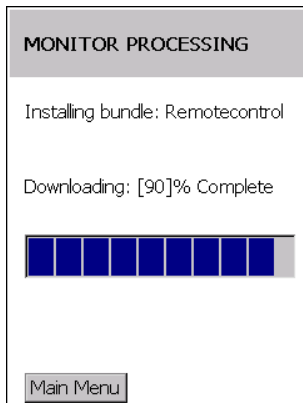 MONITOR PROCESSING
Installing bundle: Remotecontrol
Downloading: [90]% Complete
Main Menu